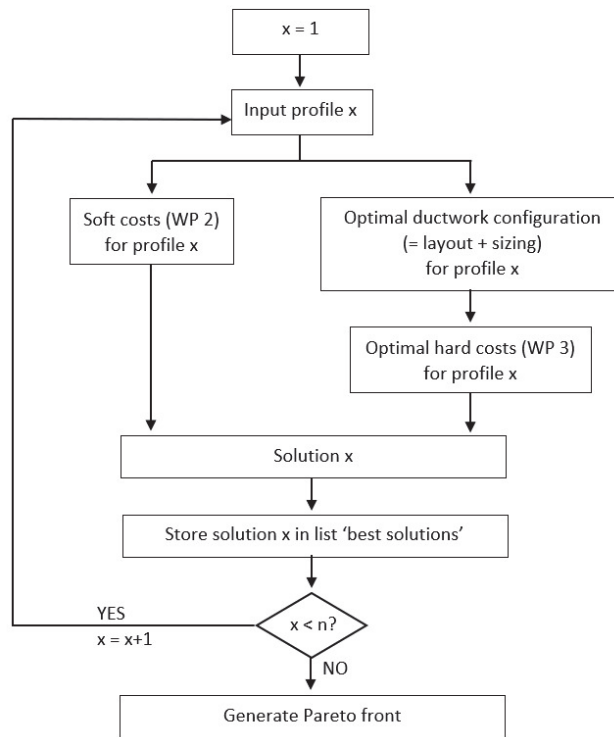 x = 1
Input profile x
Soft costs (WP 2)
for profile x
Optimal ductwork configuration
(= layout + sizing)
for profile x
Optimal hard costs (WP 3)
for profile x
Solution x
Store solution x in list ‘best solutions’
YES
x = x+1
x < n?
NO
Generate Pareto front